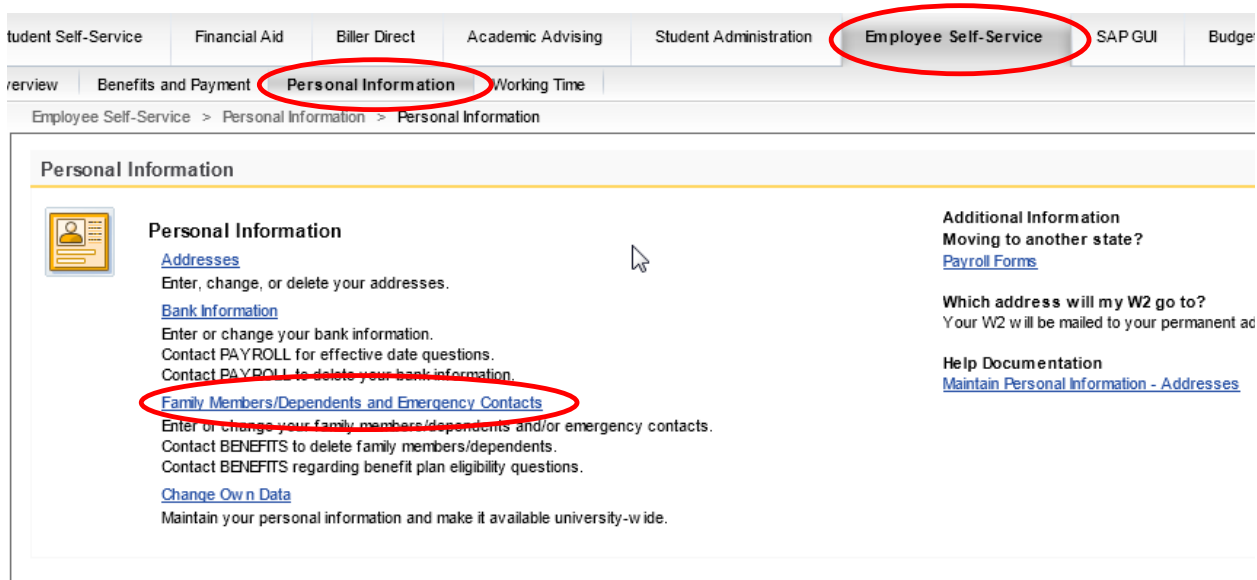 tudent Self-Service Financial Aid Biller Direct Academic Advising Student Administration Employee Self-Service SAP GUI Budget
verview Benefits and Payment Personal Information Working Time
Employee Self-Service > Personal Information > Personal Information
Personal Information
Personal Information
Addresses
Enter, change, or delete your addresses.
Bank Information
Enter or change your bank information.
Contact PAYROLL for effective date questions.
Contact PAYROLL to delete your bank information.
Family Members/Dependents and Emergency Contacts
Enter or change your family members/dependents and/or emergency contacts.
Contact BENEFITS to delete family members/dependents.
Contact BENEFITS regarding benefit plan eligibility questions.
Change Own Data
Maintain your personal information and make it available university-wide.
Additional Information
Moving to another state?
Payroll Forms
Which address will my W2 go to?
Your W2 will be mailed to your permanent ad
Help Documentation
Maintain Personal Information - Addresses